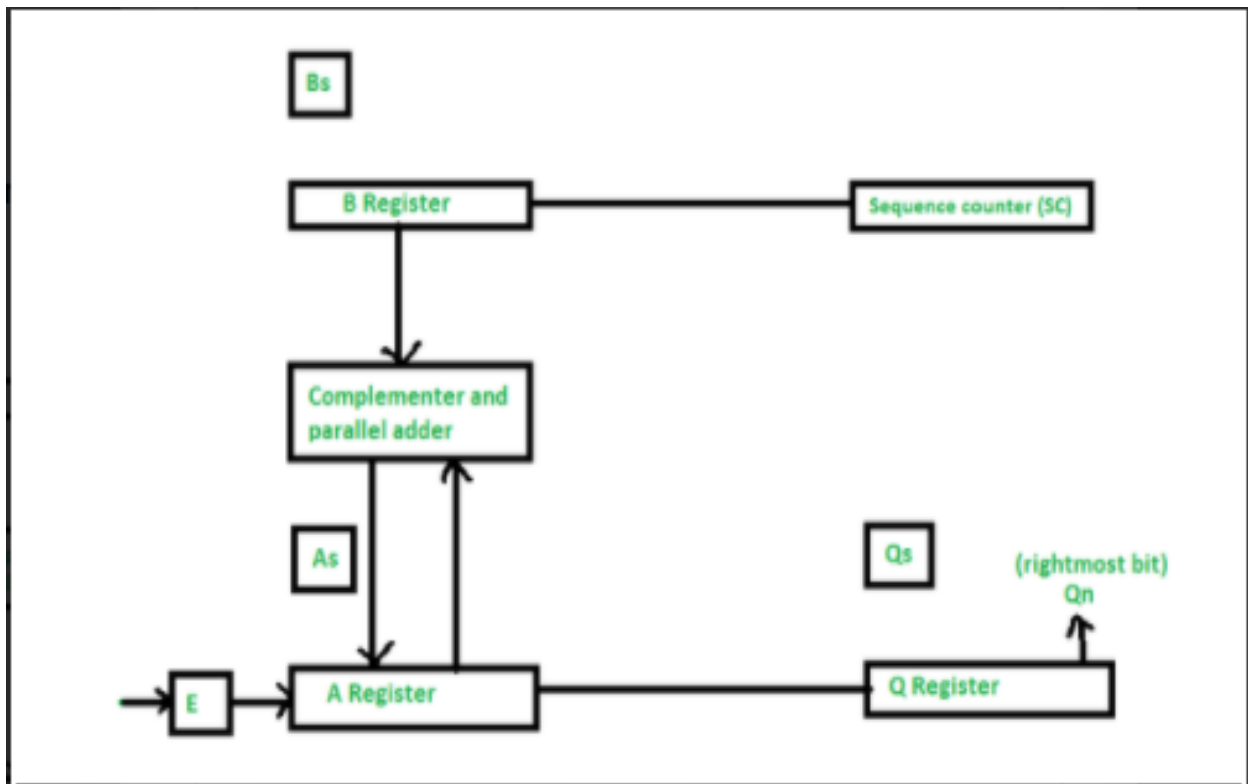 Bs
B Register
Sequence counter (SC)
Complementer and
parallel adder
As
Qs
(rightmost bit)
Qn
E
A Register
Q Register